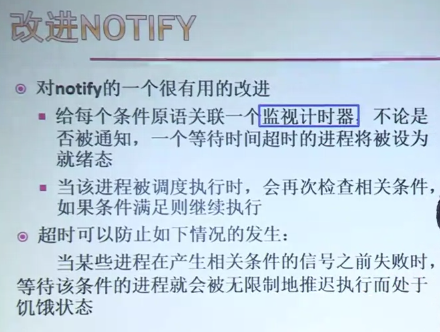 改进NOTIFY
对notify的一个很有用的改进
给每个条件原语关联一个监视计时器，不论是
否被通知，一个等待时间超时的进程将被设为
就绪态
当该进程被调度执行时，会再次检查相关条件，
如果条件满足则继续执行
超时可以防止如下情况的发生：
当某些进程在产生相关条件的信号之前失败时，
等待该条件的进程就会被无限制地推迟执行而处于
饥饿状态